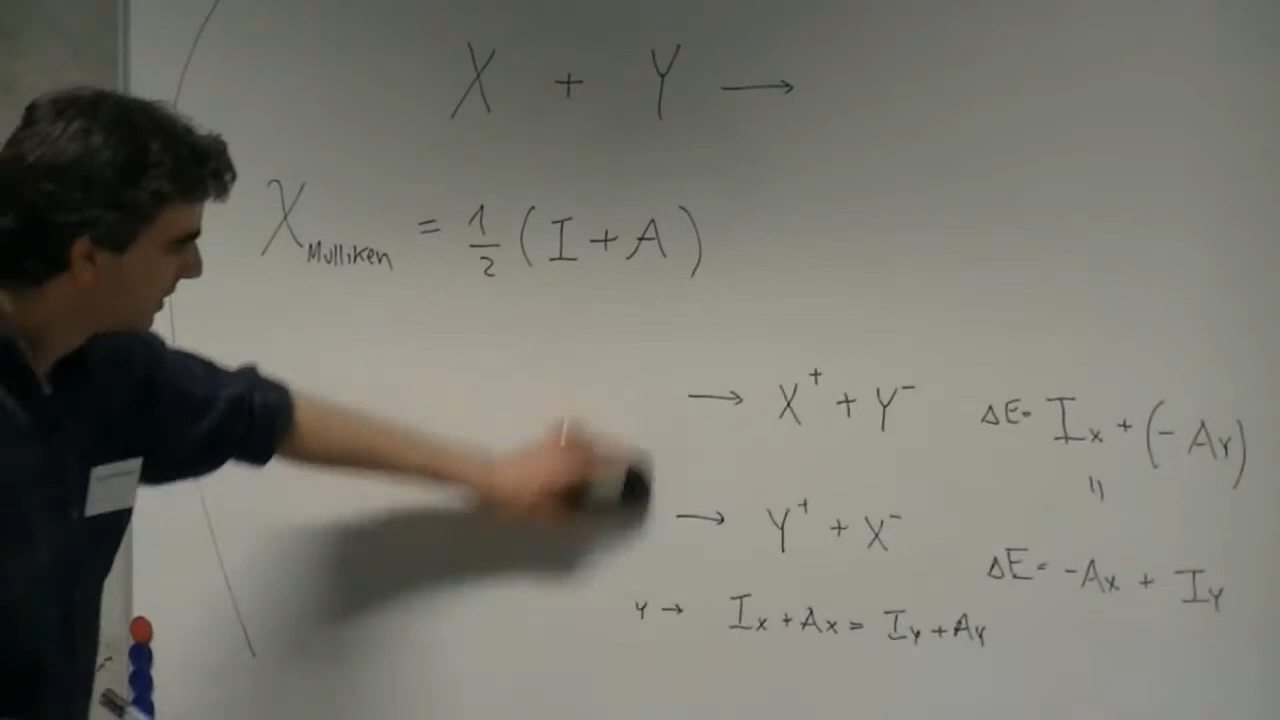 X + Y →
χ_Mulliken = 1/2 (I + A)
→ X⁺ + Y⁻ ΔE = I_x + (- A_Y)
=
→ Y⁺ + X⁻ ΔE = -A_x + I_Y
Y → I_x + A_x = I_Y + A_Y